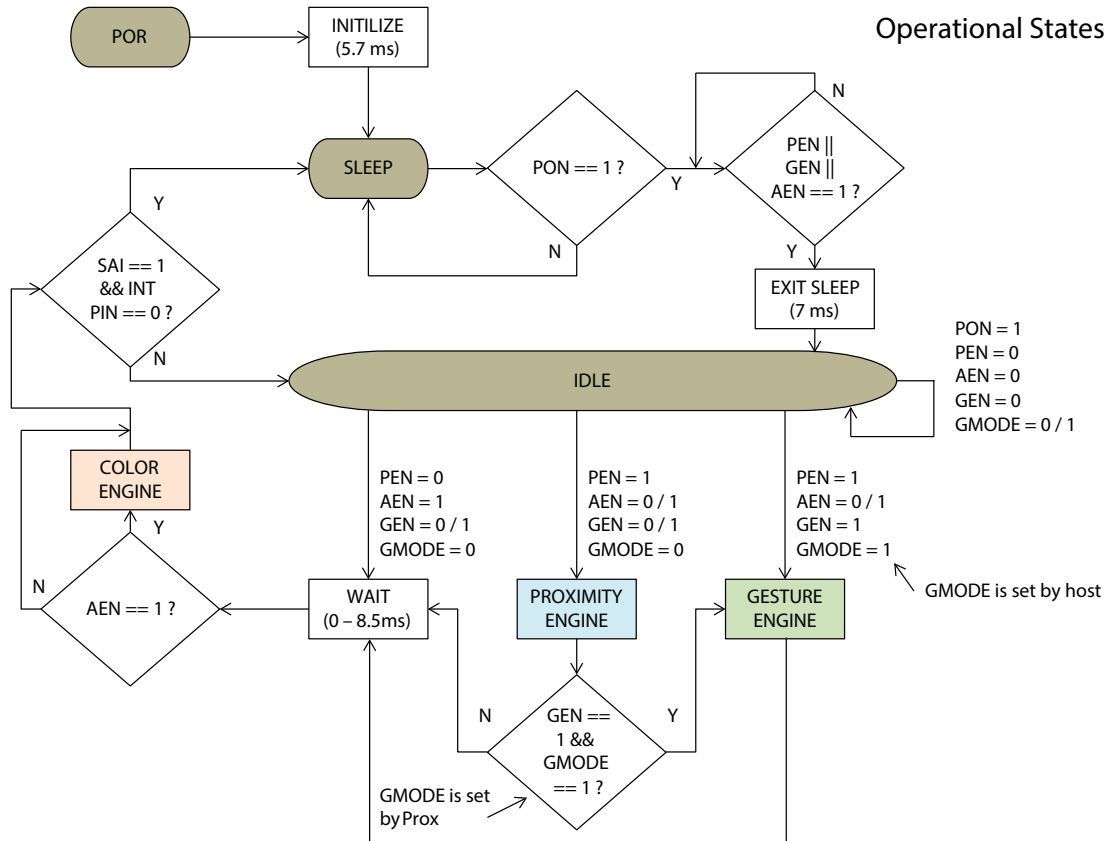 Operational States
POR
INITILIZE
(5.7 ms)
SLEEP
PON == 1 ?
Y
N
PEN ||
GEN ||
AEN == 1 ?
N
Y
EXIT SLEEP
(7 ms)
Y
SAI == 1
&& INT
PIN == 0 ?
N
IDLE
PON = 1
PEN = 0
AEN = 0
GEN = 0
GMODE = 0 / 1
COLOR
ENGINE
Y
N
AEN == 1 ?
PEN = 0
AEN = 1
GEN = 0 / 1
GMODE = 0
PEN = 1
AEN = 0 / 1
GEN = 0 / 1
GMODE = 0
PEN = 1
AEN = 0 / 1
GEN = 1
GMODE = 1
GMODE is set by host
WAIT
(0 – 8.5ms)
PROXIMITY
ENGINE
GESTURE
ENGINE
N
GEN ==
1 &&
GMODE
== 1 ?
Y
GMODE is set
by Prox